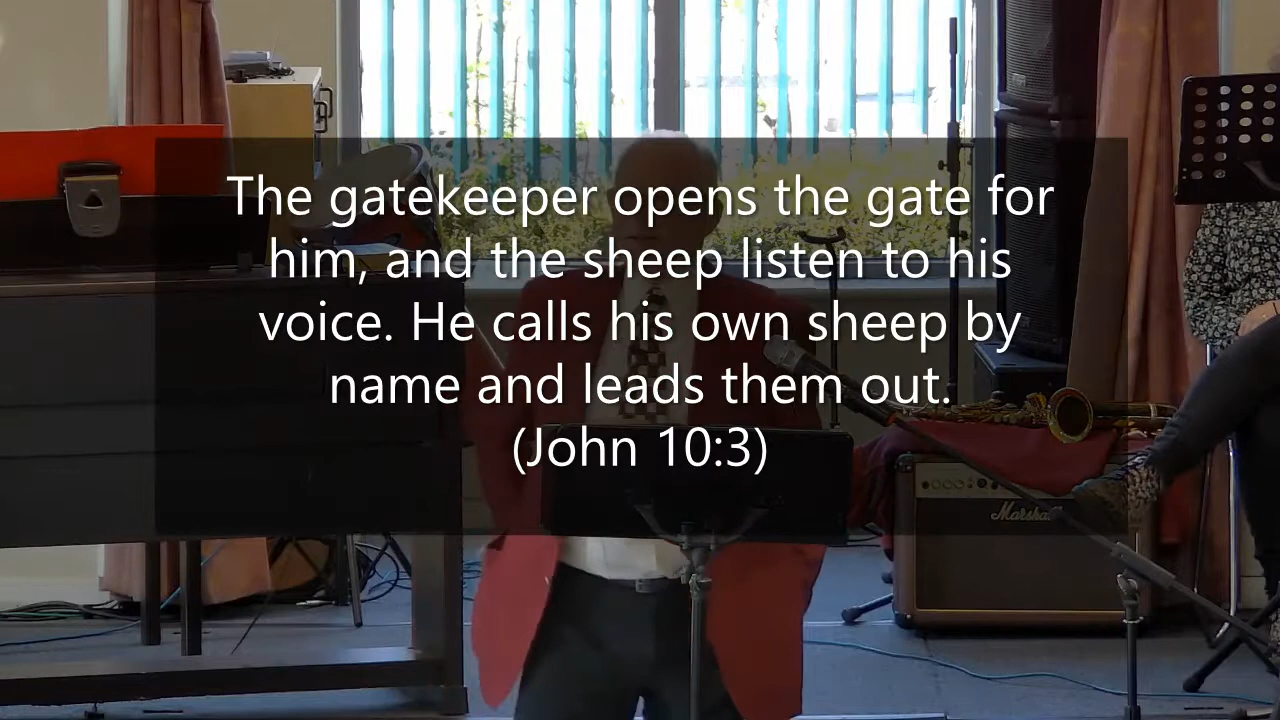 The gatekeeper opens the gate for
him, and the sheep listen to his
voice. He calls his own sheep by
name and leads them out.
(John 10:3)
Marshall